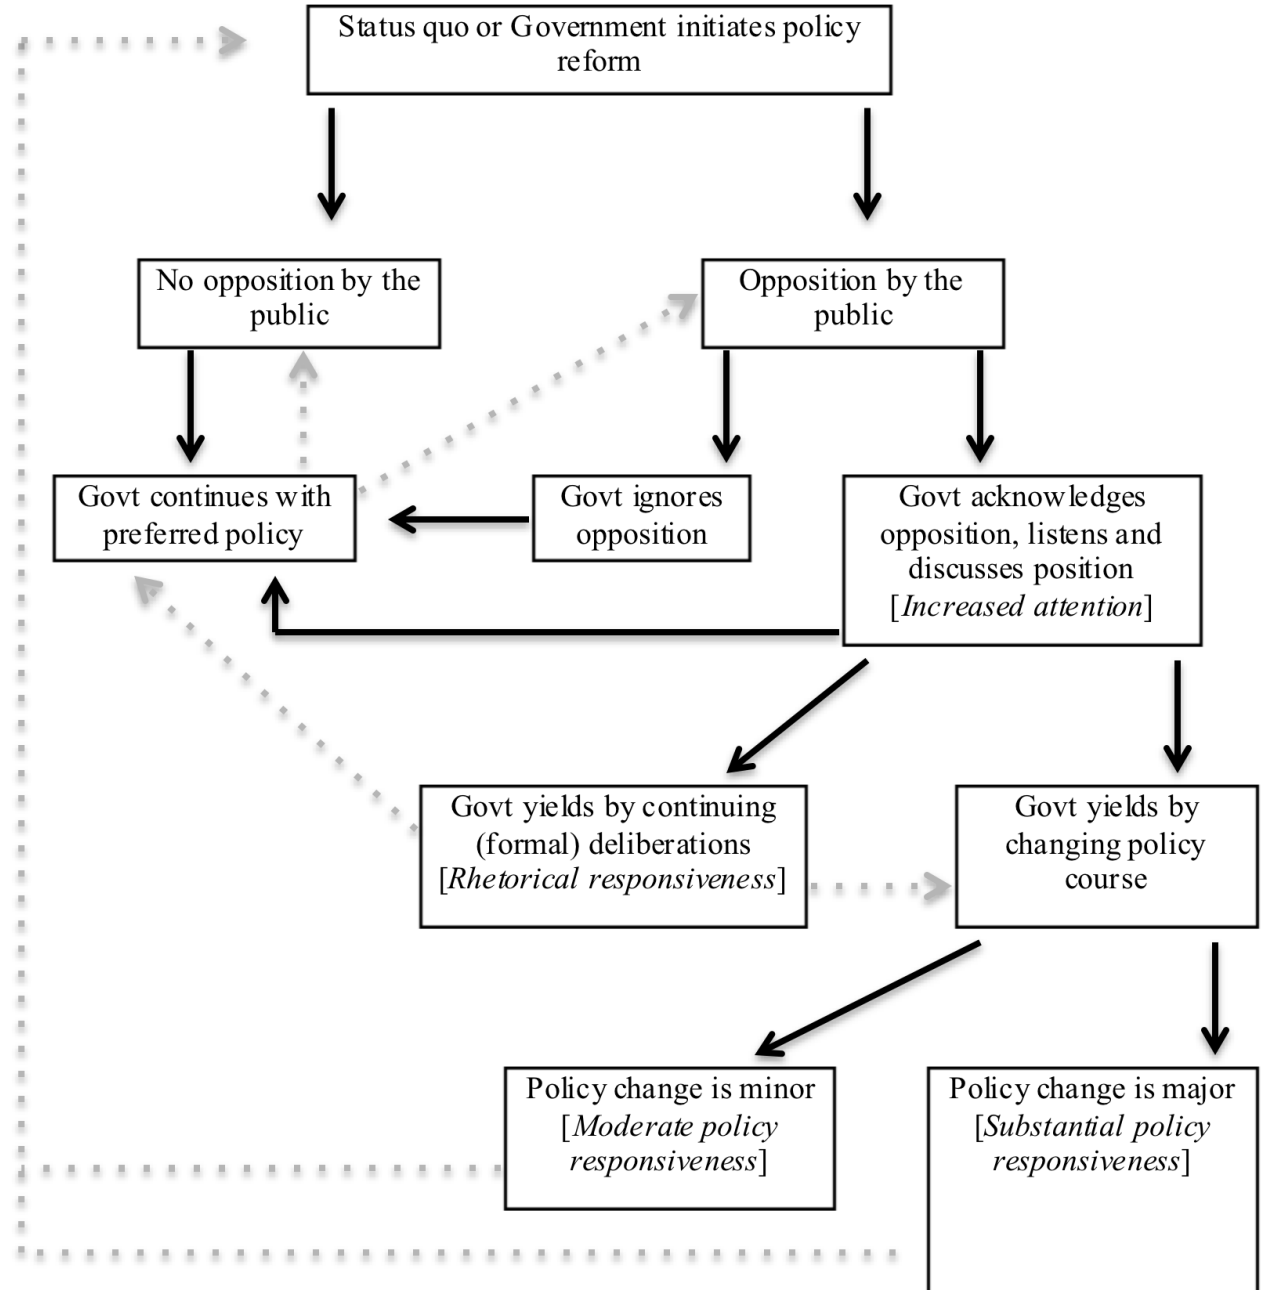 Status quo or Government initiates policy
reform
No opposition by the
public
Opposition by the
public
Govt continues with
preferred policy
Govt ignores
opposition
Govt acknowledges
opposition, listens and
discusses position
[Increased attention]
Govt yields by continuing
(formal) deliberations
[Rhetorical responsiveness]
Govt yields by
changing policy
course
Policy change is minor
[Moderate policy
responsiveness]
Policy change is major
[Substantial policy
responsiveness]